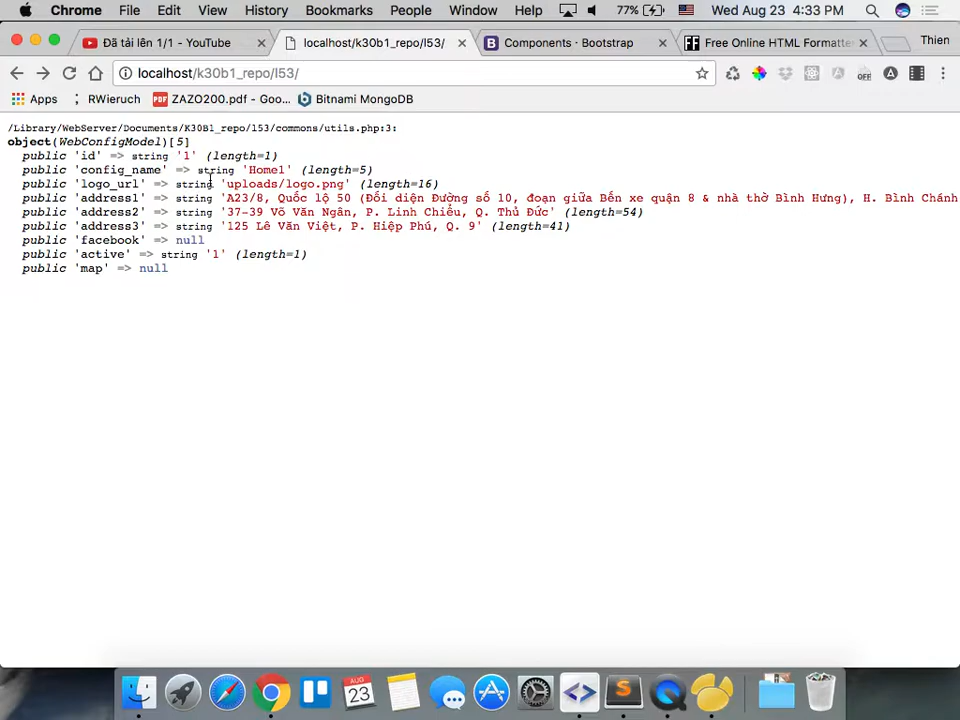 Chrome File Edit View History Bookmarks People Window Help 77% Wed Aug 23 4:33 PM
Đã tải lên 1/1 - YouTube localhost/k30b1_repo/l53/ Components · Bootstrap Free Online HTML Formatte Thien
localhost/k30b1_repo/l53/
Apps RWieruch ZAZO200.pdf - Goo... Bitnami MongoDB
/Library/WebServer/Documents/K30B1_repo/l53/commons/utils.php:3:
object(WebConfigModel)[5]
public 'id' => string '1' (length=1)
public 'config_name' => string 'Home1' (length=5)
public 'logo_url' => string 'uploads/logo.png' (length=16)
public 'address1' => string 'A23/8, Quốc lộ 50 (Đối diện Đường số 10, đoạn giữa Bến xe quận 8 & nhà thờ Bình Hưng), H. Bình Chánh
public 'address2' => string '37-39 Võ Văn Ngân, P. Linh Chiểu, Q. Thủ Đức' (length=54)
public 'address3' => string '125 Lê Văn Việt, P. Hiệp Phú, Q. 9' (length=41)
public 'facebook' => null
public 'active' => string '1' (length=1)
public 'map' => null
AUG
23